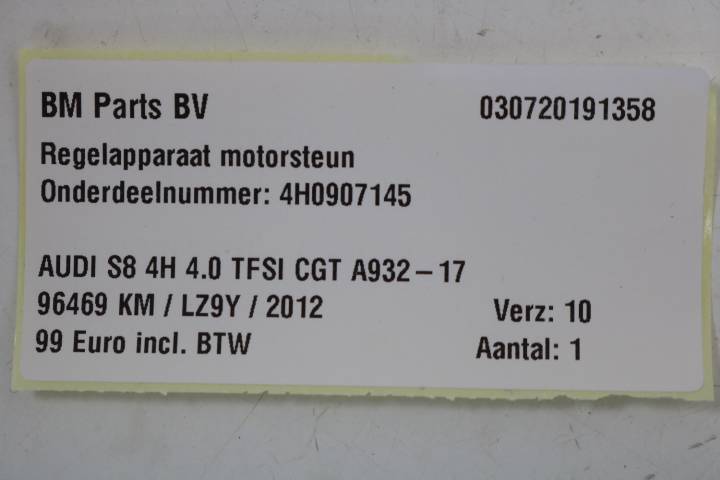 BM Parts BV 030720191358
Regelapparaat motorsteun
Onderdeelnummer: 4H0907145
AUDI S8 4H 4.0 TFSI CGT A932-17
96469 KM / LZ9Y / 2012 Verz: 10
99 Euro incl. BTW Aantal: 1